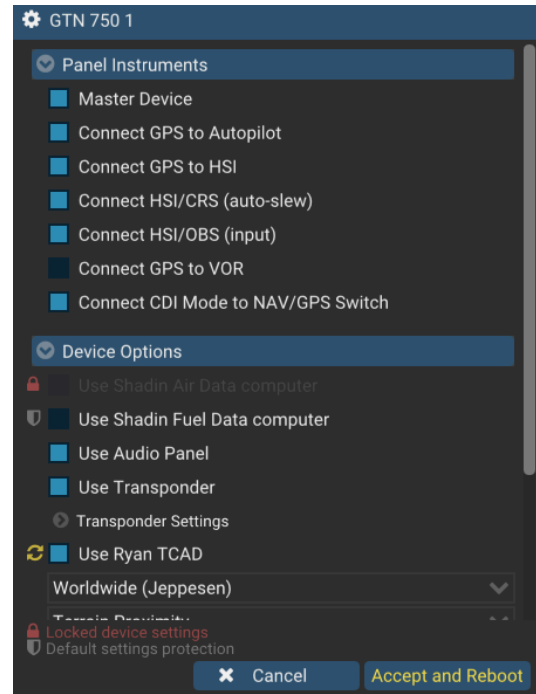 GTN 750 1
Panel Instruments
Master Device
Connect GPS to Autopilot
Connect GPS to HSI
Connect HSI/CRS (auto-slew)
Connect HSI/OBS (input)
Connect GPS to VOR
Connect CDI Mode to NAV/GPS Switch
Device Options
Use Shadin Air Data computer
Use Shadin Fuel Data computer
Use Audio Panel
Use Transponder
Transponder Settings
Use Ryan TCAD
Worldwide (Jeppesen)
Terrain Proximity
Locked device settings
Default settings protection
Cancel Accept and Reboot